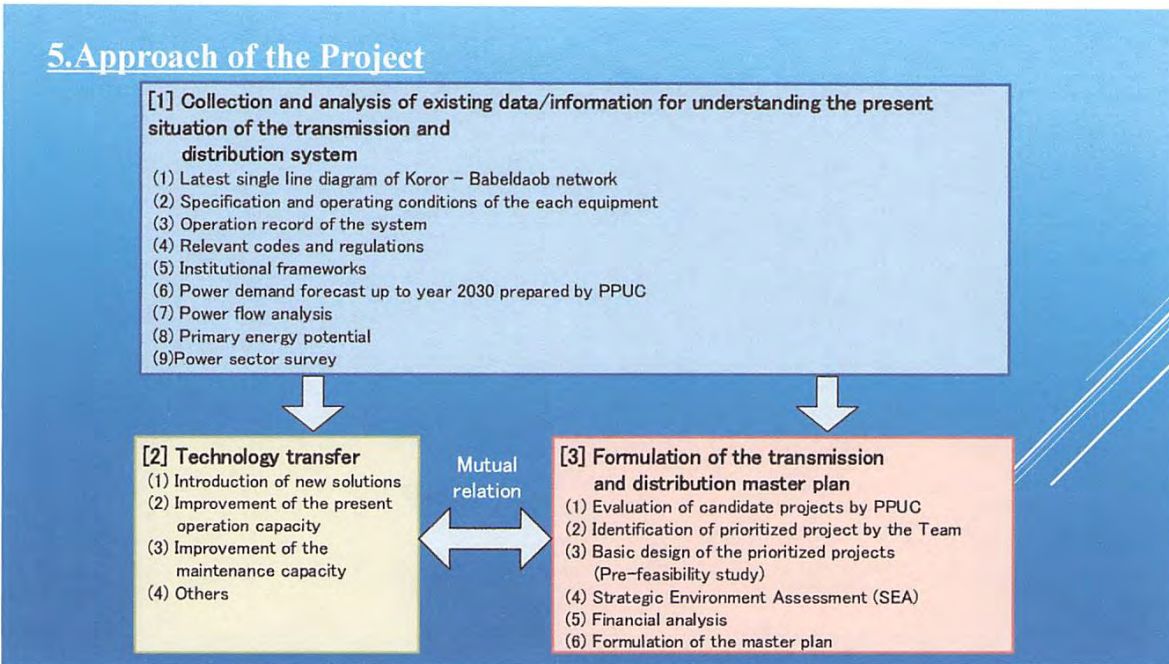 5.Approach of the Project
[1] Collection and analysis of existing data/information for understanding the present
situation of the transmission and
distribution system
(1) Latest single line diagram of Koror - Babeldaob network
(2) Specification and operating conditions of the each equipment
(3) Operation record of the system
(4) Relevant codes and regulations
(5) Institutional frameworks
(6) Power demand forecast up to year 2030 prepared by PPUC
(7) Power flow analysis
(8) Primary energy potential
(9)Power sector survey
[2] Technology transfer
(1) Introduction of new solutions
(2) Improvement of the present
operation capacity
(3) Improvement of the
maintenance capacity
(4) Others
Mutual
relation
[3] Formulation of the transmission
and distribution master plan
(1) Evaluation of candidate projects by PPUC
(2) Identification of prioritized project by the Team
(3) Basic design of the prioritized projects
(Pre-feasibility study)
(4) Strategic Environment Assessment (SEA)
(5) Financial analysis
(6) Formulation of the master plan